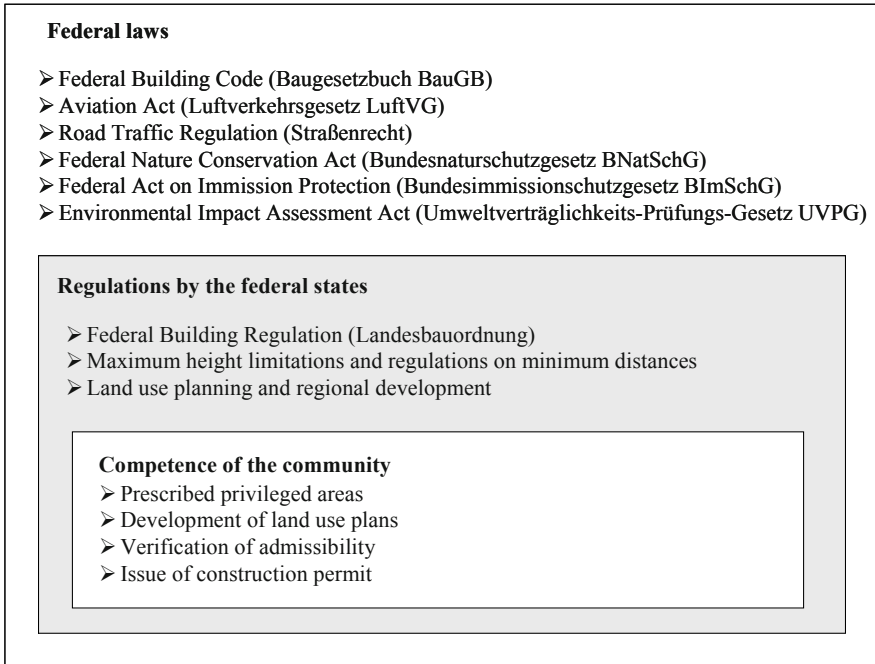 Federal laws
➢ Federal Building Code (Baugesetzbuch BauGB)
➢ Aviation Act (Luftverkehrsgesetz LuftVG)
➢ Road Traffic Regulation (Straßenrecht)
➢ Federal Nature Conservation Act (Bundesnaturschutzgesetz BNatSchG)
➢ Federal Act on Immission Protection (Bundesimmissionschutzgesetz BImSchG)
➢ Environmental Impact Assessment Act (Umweltverträglichkeits-Prüfungs-Gesetz UVPG)
Regulations by the federal states
➢ Federal Building Regulation (Landesbauordnung)
➢ Maximum height limitations and regulations on minimum distances
➢ Land use planning and regional development
Competence of the community
➢ Prescribed privileged areas
➢ Development of land use plans
➢ Verification of admissibility
➢ Issue of construction permit